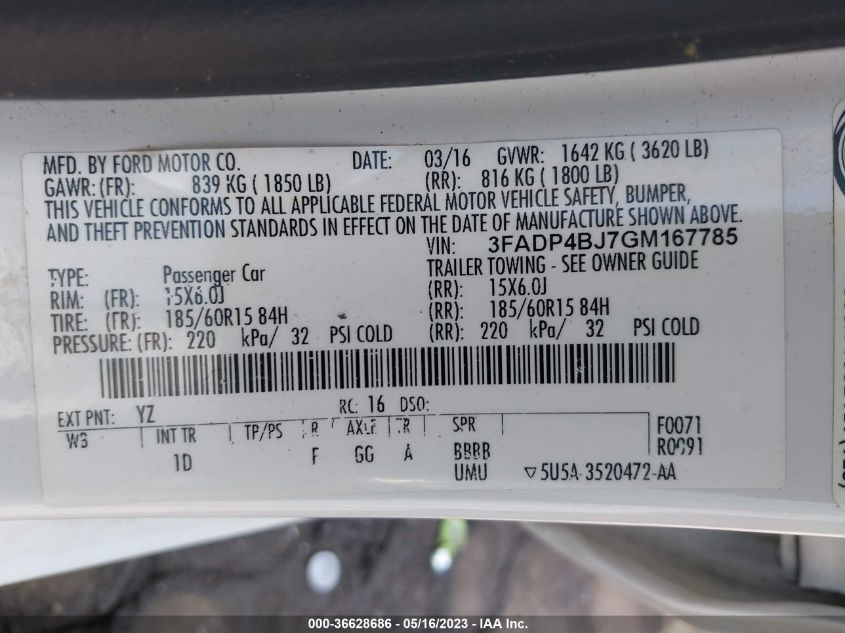 MFD. BY FORD MOTOR CO. DATE: 03/16 GVWR: 1642 KG ( 3620 LB)
GAWR: (FR): 839 KG ( 1850 LB) (RR): 816 KG ( 1800 LB)
THIS VEHICLE CONFORMS TO ALL APPLICABLE FEDERAL MOTOR VEHICLE SAFETY, BUMPER,
AND THEFT PREVENTION STANDARDS IN EFFECT ON THE DATE OF MANUFACTURE SHOWN ABOVE.
VIN: 3FADP4BJ7GM167785
TYPE: Passenger Car TRAILER TOWING - SEE OWNER GUIDE
RIM: (FR): 15X6.0J (RR): 15X6.0J
TIRE: (FR): 185/60R15 84H (RR): 185/60R15 84H
PRESSURE: (FR): 220 kPa/ 32 PSI COLD (RR): 220 kPa/ 32 PSI COLD
EXT PNT: YZ RC: 16 DSO:
W3 INT TR TP/PS R AXLE TR SPR F0071
1D F GG A BBBB R0091
UMU ▽5U5A-3520472-AA
000-36628686 - 05/16/2023 - IAAI Inc.